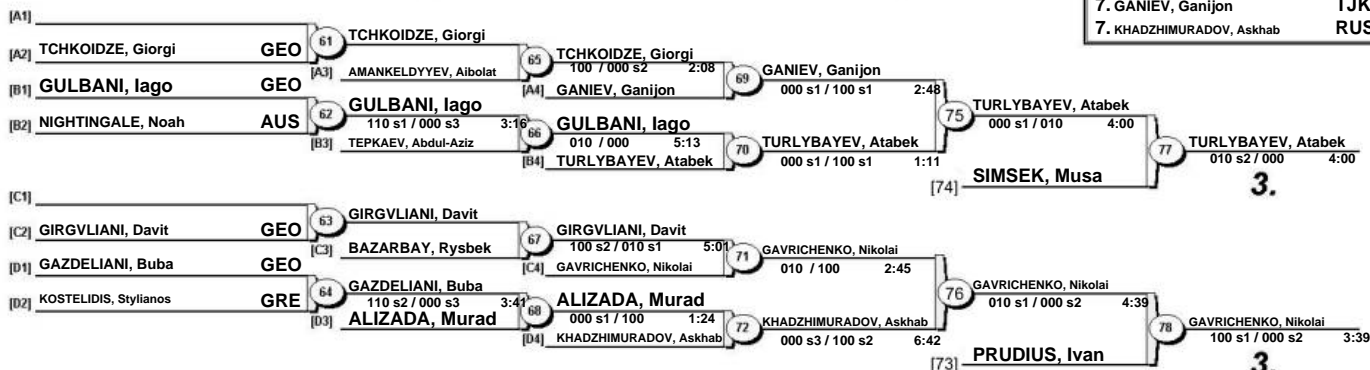 7. GANIEV, Ganijon TJK
7. KHADZHIMURADOV, Askhab RUS
[A1]
[A2] TCHKOIDZE, Giorgi GEO
61
TCHKOIDZE, Giorgi
[A3] AMANKELDYYEV, Aibolat
65
TCHKOIDZE, Giorgi
100 / 000 s2 2:08
[A4] GANIEV, Ganijon
69
GANIEV, Ganijon
000 s1 / 100 s1 2:48
[B1] GULBANI, Iago GEO
[B2] NIGHTINGALE, Noah AUS
62
GULBANI, Iago
110 s1 / 000 s3 3:16
[B3] TEPKAEV, Abdul-Aziz
66
GULBANI, Iago
010 / 000 5:13
[B4] TURLYBAYEV, Atabek
70
TURLYBAYEV, Atabek
000 s1 / 100 s1 1:11
75
TURLYBAYEV, Atabek
000 s1 / 010 4:00
[74] SIMSEK, Musa
77
TURLYBAYEV, Atabek
010 s2 / 000 4:00
3.
[C1]
[C2] GIRGVLIANI, Davit GEO
63
GIRGVLIANI, Davit
[C3] BAZARBAY, Rysbek
67
GIRGVLIANI, Davit
100 s2 / 010 s1 5:01
[C4] GAVRICHENKO, Nikolai
71
GAVRICHENKO, Nikolai
010 / 100 2:45
[D1] GAZDELIANI, Buba GEO
[D2] KOSTELIDIS, Stylianos GRE
64
GAZDELIANI, Buba
110 s2 / 000 s3 3:41
[D3] ALIZADA, Murad
68
ALIZADA, Murad
000 s1 / 100 1:24
[D4] KHADZHIMURADOV, Askhab
72
KHADZHIMURADOV, Askhab
000 s3 / 100 s2 6:42
76
GAVRICHENKO, Nikolai
010 s1 / 000 s2 4:39
[73] PRUDIUS, Ivan
78
GAVRICHENKO, Nikolai
100 s1 / 000 s2 3:39
3.